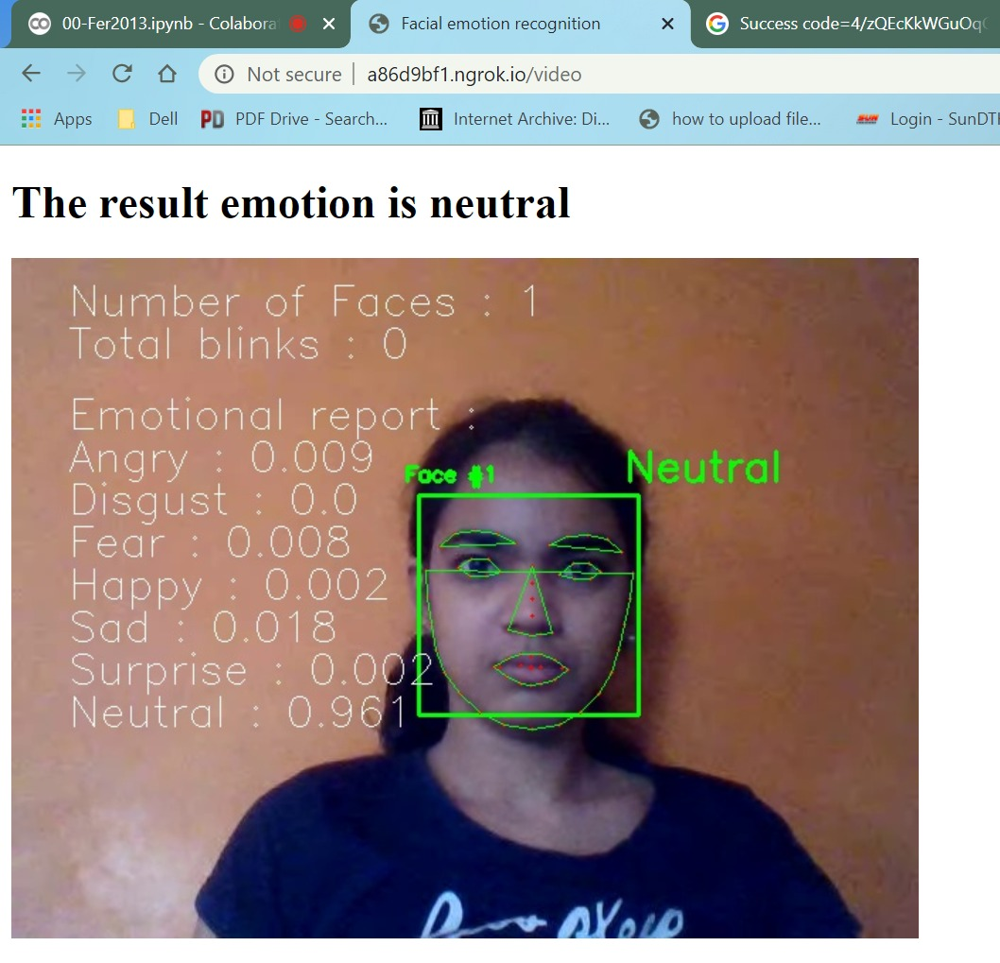 00-Fer2013.ipynb - Colabora
Facial emotion recognition
Success code=4/zQEcKkWGuOq
Not secure
a86d9bf1.ngrok.io/video
Apps
Dell
PD
PDF Drive - Search...
Internet Archive: Di...
how to upload file...
SUN
Login - SunDT
The result emotion is neutral
Number of Faces : 1
Total blinks : 0
Emotional report :
Angry : 0.009
Disgust : 0.0
Fear : 0.008
Happy : 0.002
Sad : 0.018
Surprise : 0.002
Neutral : 0.961
Face #1
Neutral